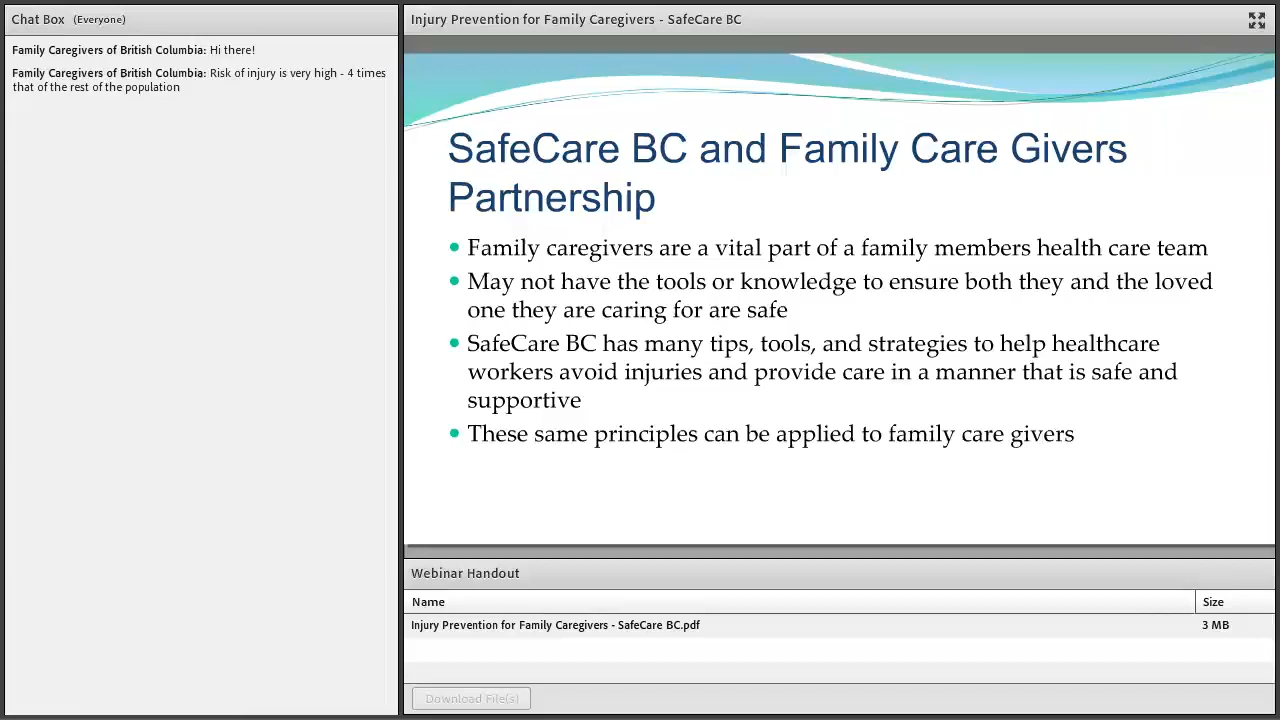 Chat Box (Everyone)
Family Caregivers of British Columbia: Hi there!
Family Caregivers of British Columbia: Risk of injury is very high - 4 times
that of the rest of the population
Injury Prevention for Family Caregivers - SafeCare BC
SafeCare BC and Family Care Givers
Partnership
• Family caregivers are a vital part of a family members health care team
• May not have the tools or knowledge to ensure both they and the loved
one they are caring for are safe
• SafeCare BC has many tips, tools, and strategies to help healthcare
workers avoid injuries and provide care in a manner that is safe and
supportive
• These same principles can be applied to family care givers
Webinar Handout
Name Size
Injury Prevention for Family Caregivers - SafeCare BC.pdf 3 MB
Download File(s)